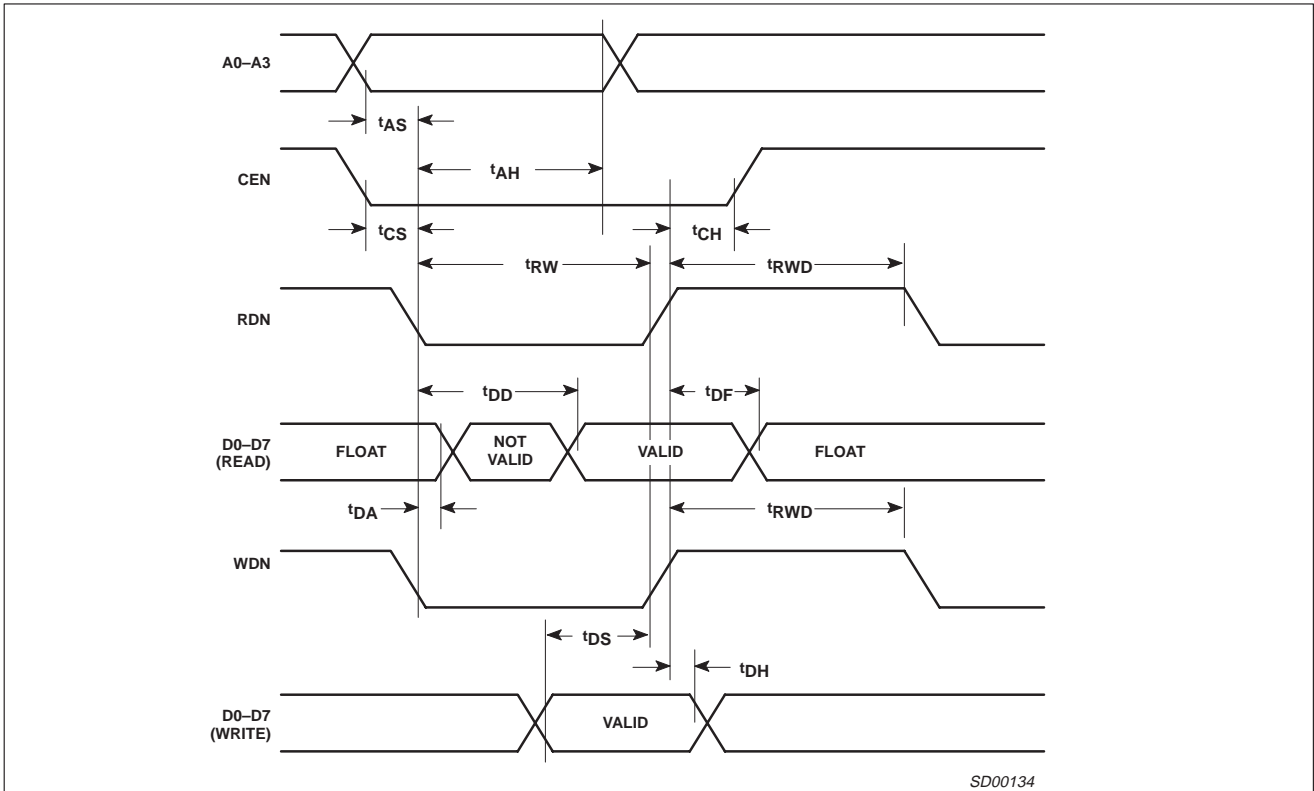 A0–A3
tAS
tAH
CEN
tCS
tCH
tRW
tRWD
RDN
tDD
tDF
D0–D7
(READ)
FLOAT
NOT
VALID
VALID
FLOAT
tDA
tRWD
WDN
tDS
tDH
D0–D7
(WRITE)
VALID
SD00134